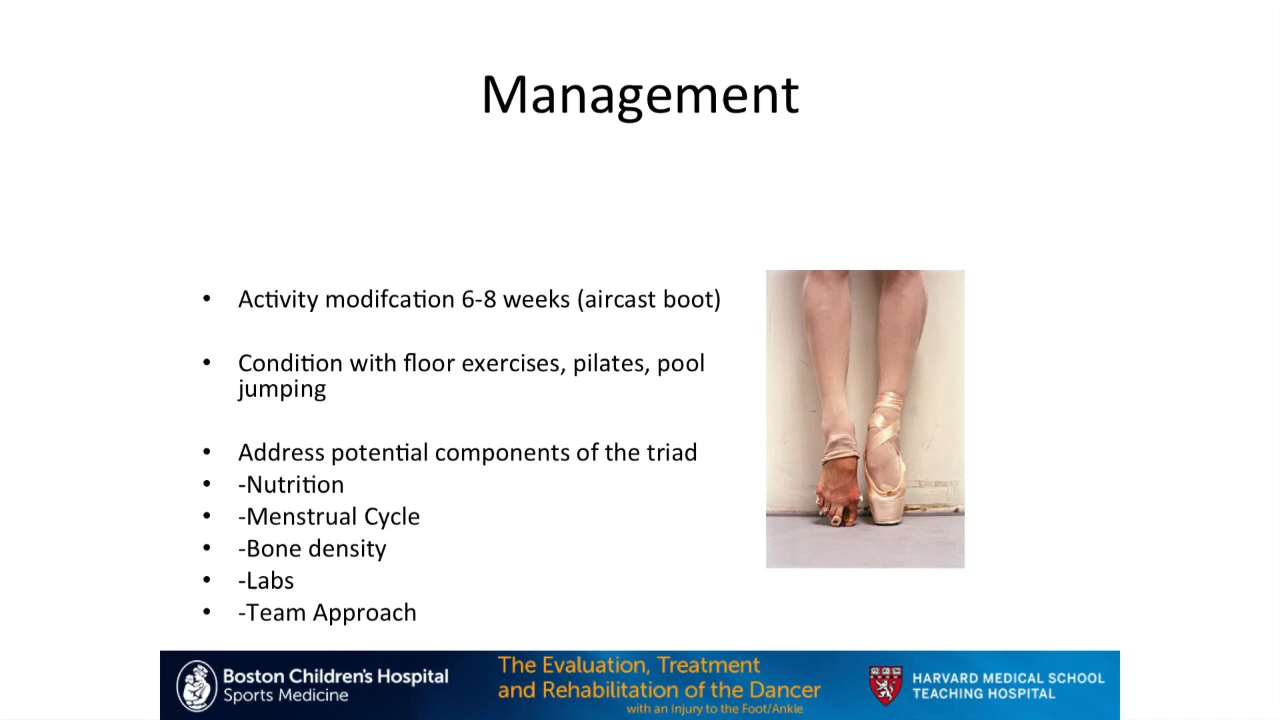 Management
• Activity modifcation 6-8 weeks (aircast boot)
• Condition with floor exercises, pilates, pool
jumping
• Address potential components of the triad
• -Nutrition
• -Menstrual Cycle
• -Bone density
• -Labs
• -Team Approach
Boston Children's Hospital
Sports Medicine
The Evaluation, Treatment
and Rehabilitation of the Dancer
with an Injury to the Foot/Ankle
HARVARD MEDICAL SCHOOL
TEACHING HOSPITAL